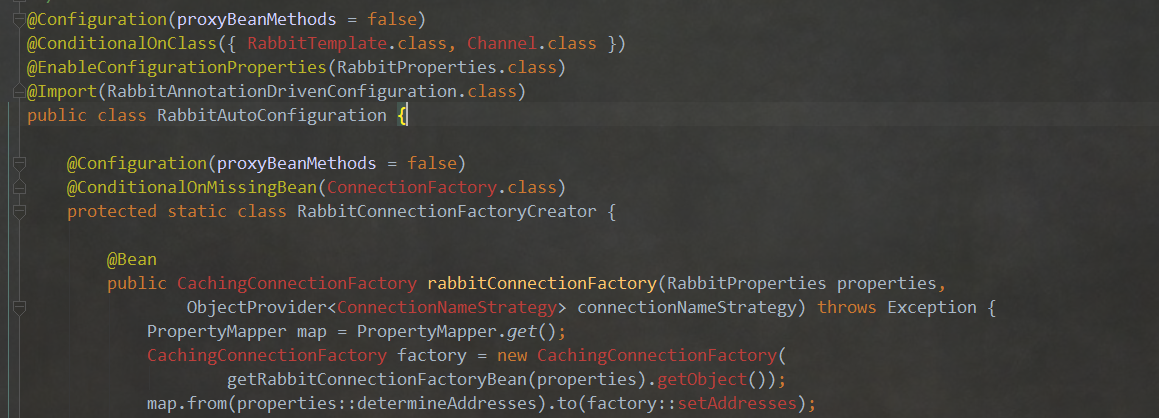 @Configuration(proxyBeanMethods = false)
@ConditionalOnClass({ RabbitTemplate.class, Channel.class })
@EnableConfigurationProperties(RabbitProperties.class)
@Import(RabbitAnnotationDrivenConfiguration.class)
public class RabbitAutoConfiguration {
@Configuration(proxyBeanMethods = false)
@ConditionalOnMissingBean(ConnectionFactory.class)
protected static class RabbitConnectionFactoryCreator {
@Bean
public CachingConnectionFactory rabbitConnectionFactory(RabbitProperties properties,
ObjectProvider<ConnectionNameStrategy> connectionNameStrategy) throws Exception {
PropertyMapper map = PropertyMapper.get();
CachingConnectionFactory factory = new CachingConnectionFactory(
getRabbitConnectionFactoryBean(properties).getObject());
map.from(properties::determineAddresses).to(factory::setAddresses);